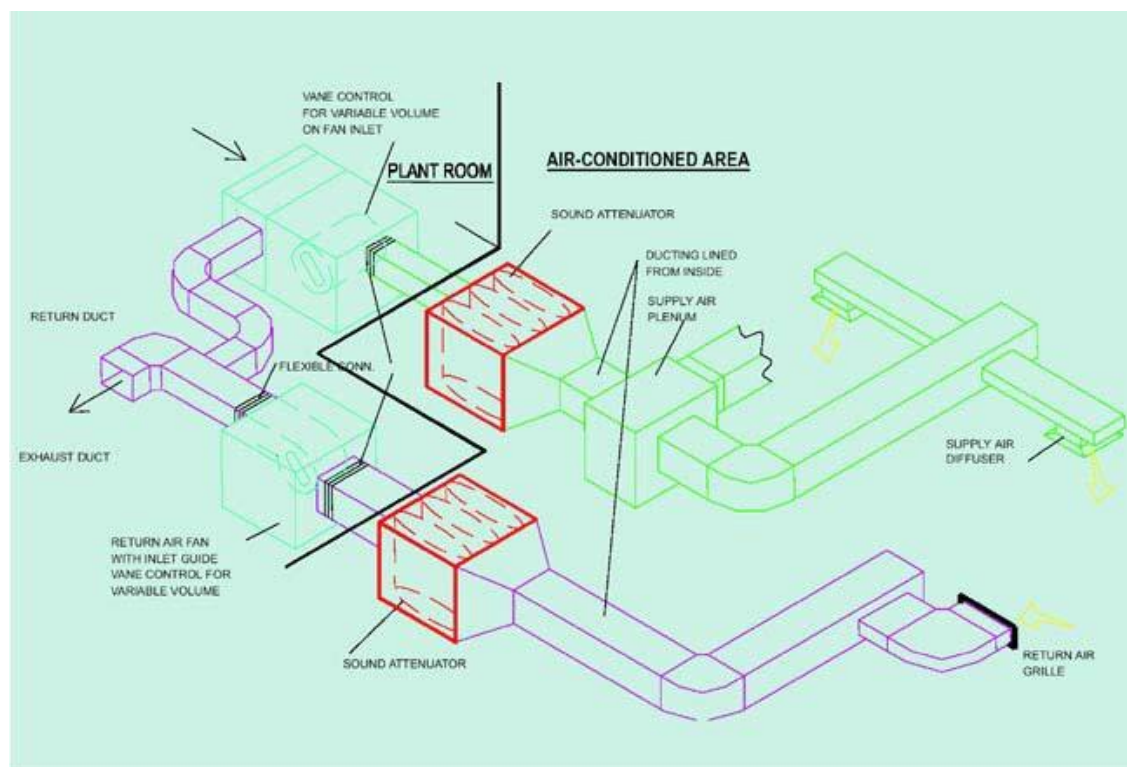 VANE CONTROL
FOR VARIABLE VOLUME
ON FAN INLET
PLANT ROOM
AIR-CONDITIONED AREA
SOUND ATTENUATOR
DUCTING LINED
FROM INSIDE
SUPPLY AIR
PLENUM
RETURN DUCT
FLEXIBLE CONN.
EXHAUST DUCT
SUPPLY AIR
DIFFUSER
RETURN AIR FAN
WITH INLET GUIDE
VANE CONTROL FOR
VARIABLE VOLUME
SOUND ATTENUATOR
RETURN AIR
GRILLE